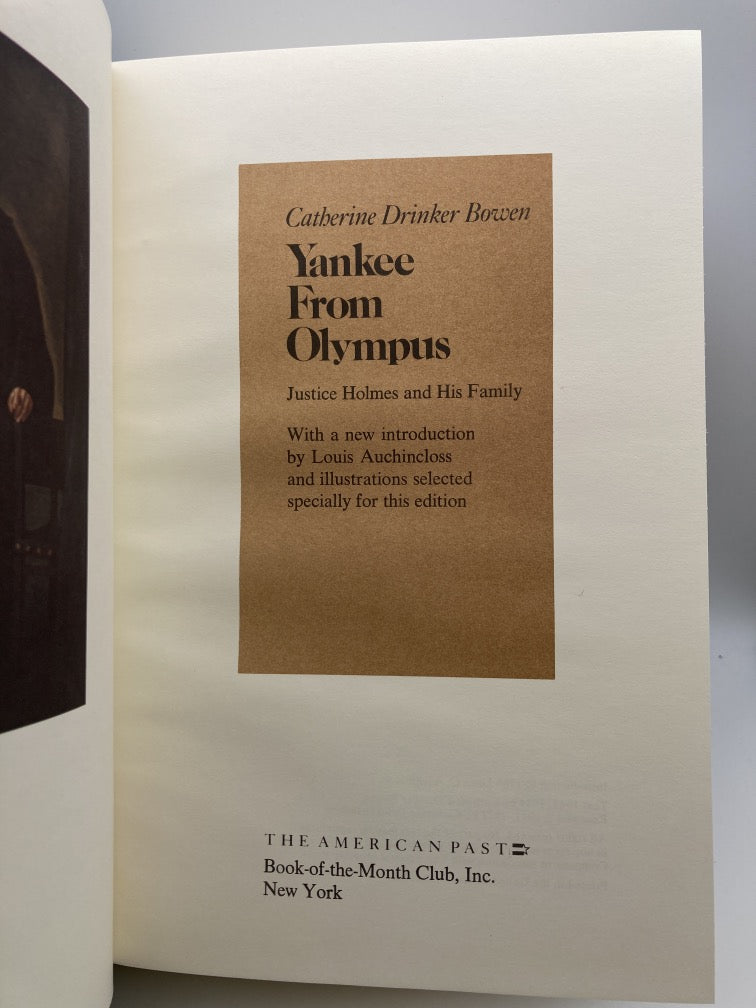 Catherine Drinker Bowen
Yankee
From
Olympus
Justice Holmes and His Family
With a new introduction
by Louis Auchincloss
and illustrations selected
specially for this edition
THE AMERICAN PAST
Book-of-the-Month Club, Inc.
New York